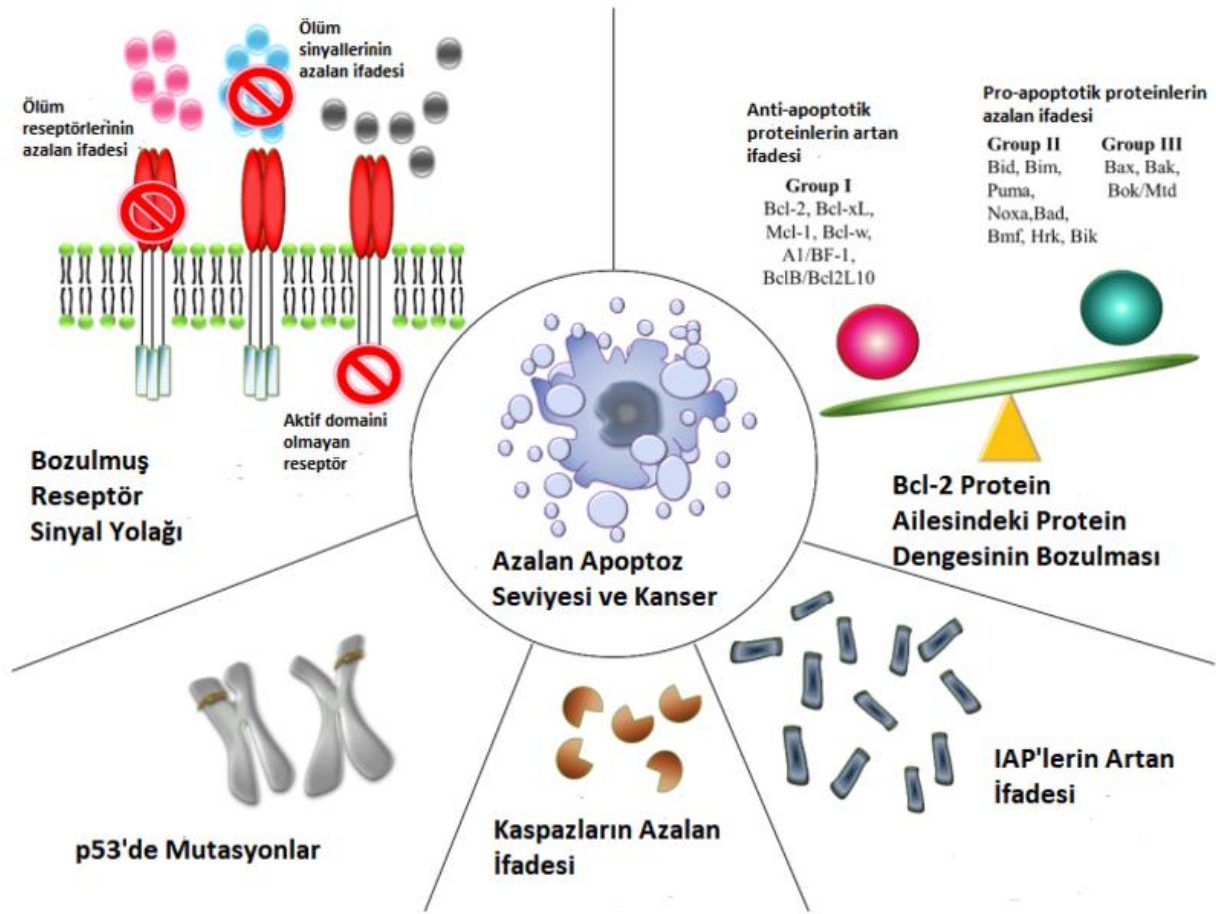 Ölüm
sinyallerinin
azalan ifadesi
Ölüm
reseptörlerinin
azalan ifadesi
Aktif domaini
olmayan
reseptör
Bozulmuş
Reseptör
Sinyal Yolağı
Anti-apoptotik
proteinlerin artan
ifadesi
Group I
Bcl-2, Bcl-xL,
Mcl-1, Bcl-w,
A1/BF-1,
BclB/Bcl2L10
Pro-apoptotik proteinlerin
azalan ifadesi
Group II
Bid, Bim,
Puma,
Noxa,Bad,
Bmf, Hrk, Bik
Group III
Bax, Bak,
Bok/Mtd
Bcl-2 Protein
Ailesindeki Protein
Dengesinin Bozulması
Azalan Apoptoz
Seviyesi ve Kanser
p53'de Mutasyonlar
Kaspazların Azalan
İfadesi
IAP'lerin Artan
İfadesi